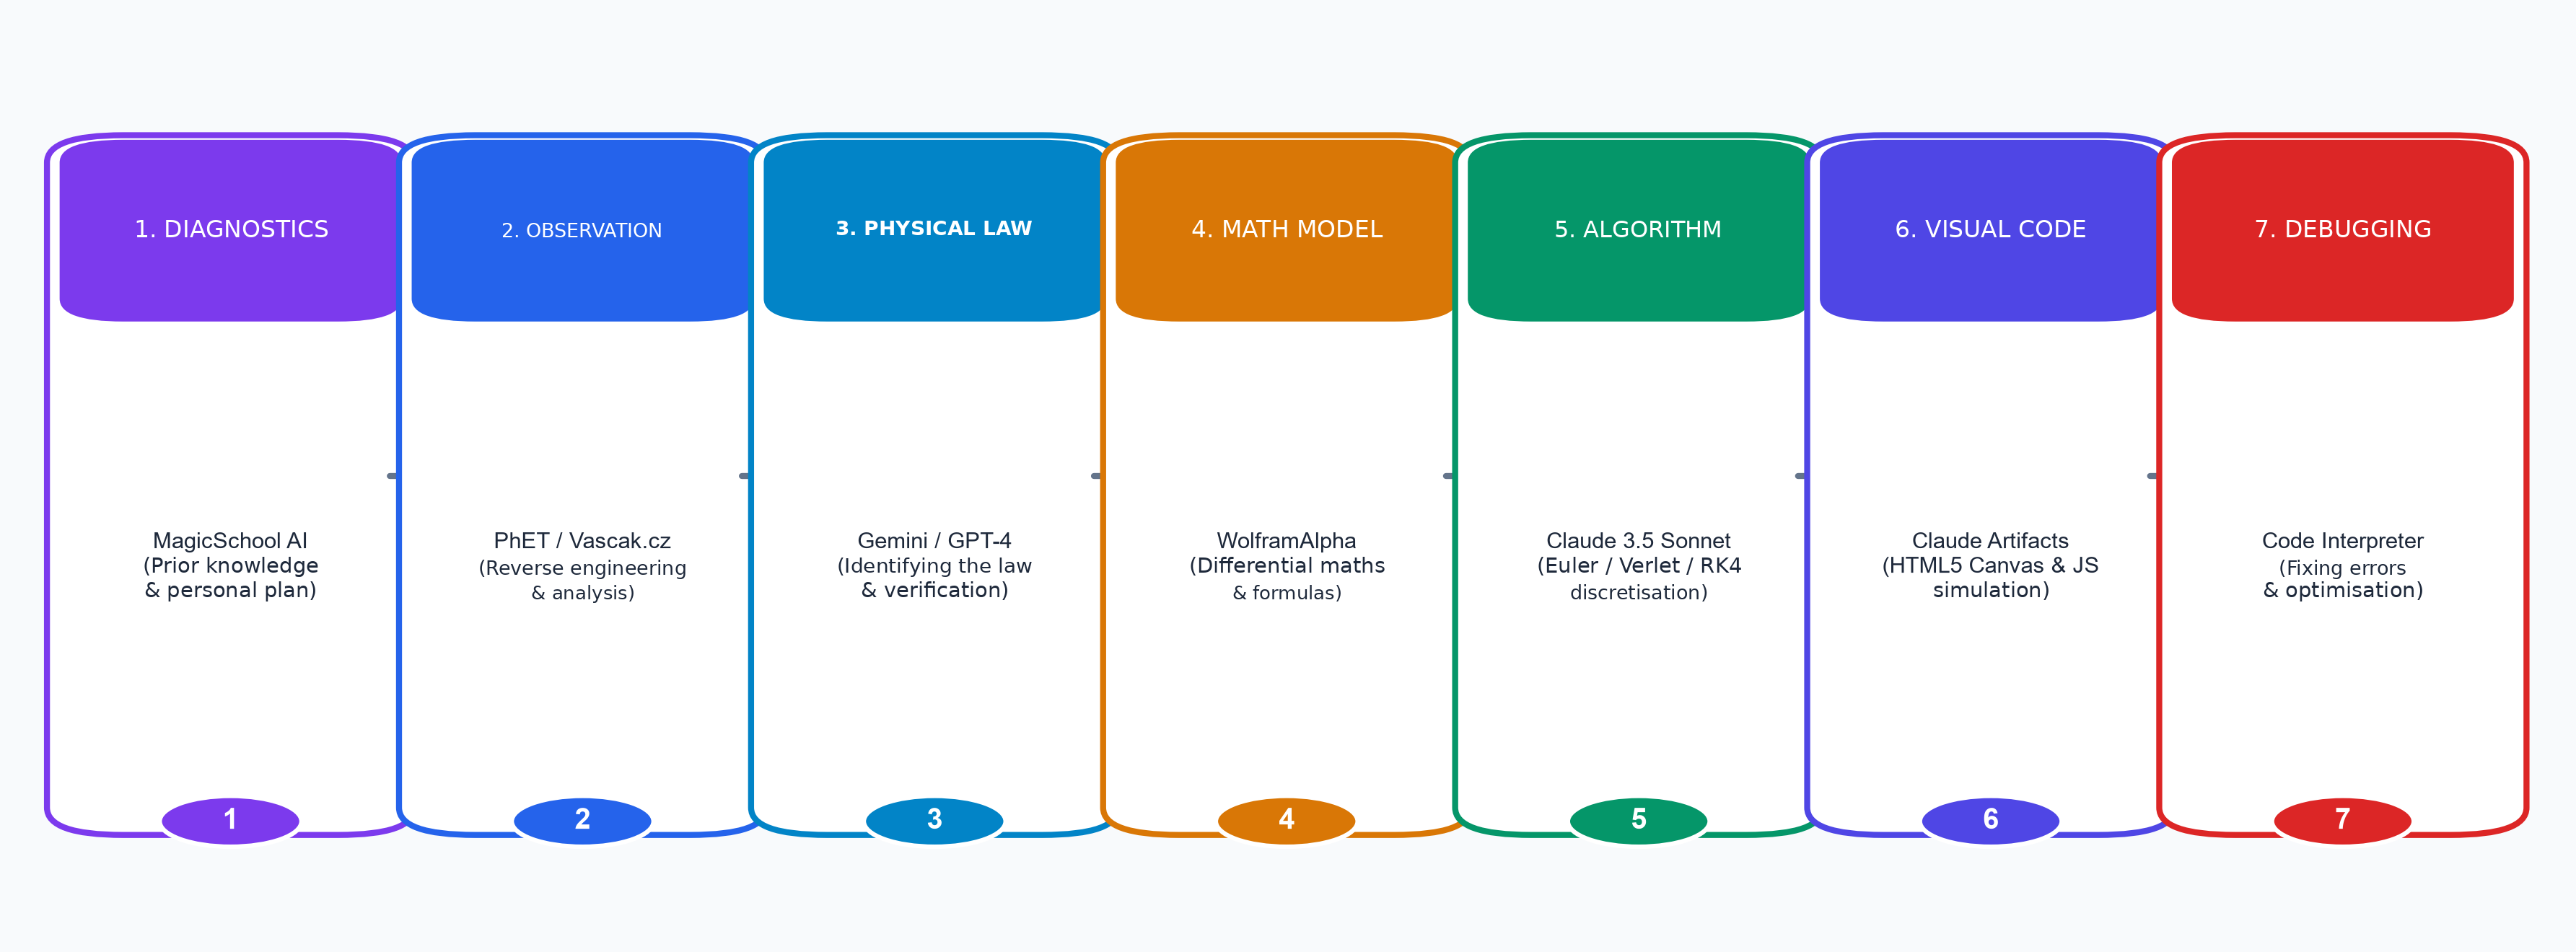 1. DIAGNOSTICS
MagicSchool AI
(Prior knowledge
& personal plan)
1
2. OBSERVATION
PhET / Vascak.cz
(Reverse engineering
& analysis)
2
3. PHYSICAL LAW
Gemini / GPT-4
(Identifying the law
& verification)
3
4. MATH MODEL
WolframAlpha
(Differential maths
& formulas)
4
5. ALGORITHM
Claude 3.5 Sonnet
(Euler / Verlet / RK4
discretisation)
5
6. VISUAL CODE
Claude Artifacts
(HTML5 Canvas & JS
simulation)
6
7. DEBUGGING
Code Interpreter
(Fixing errors
& optimisation)
7